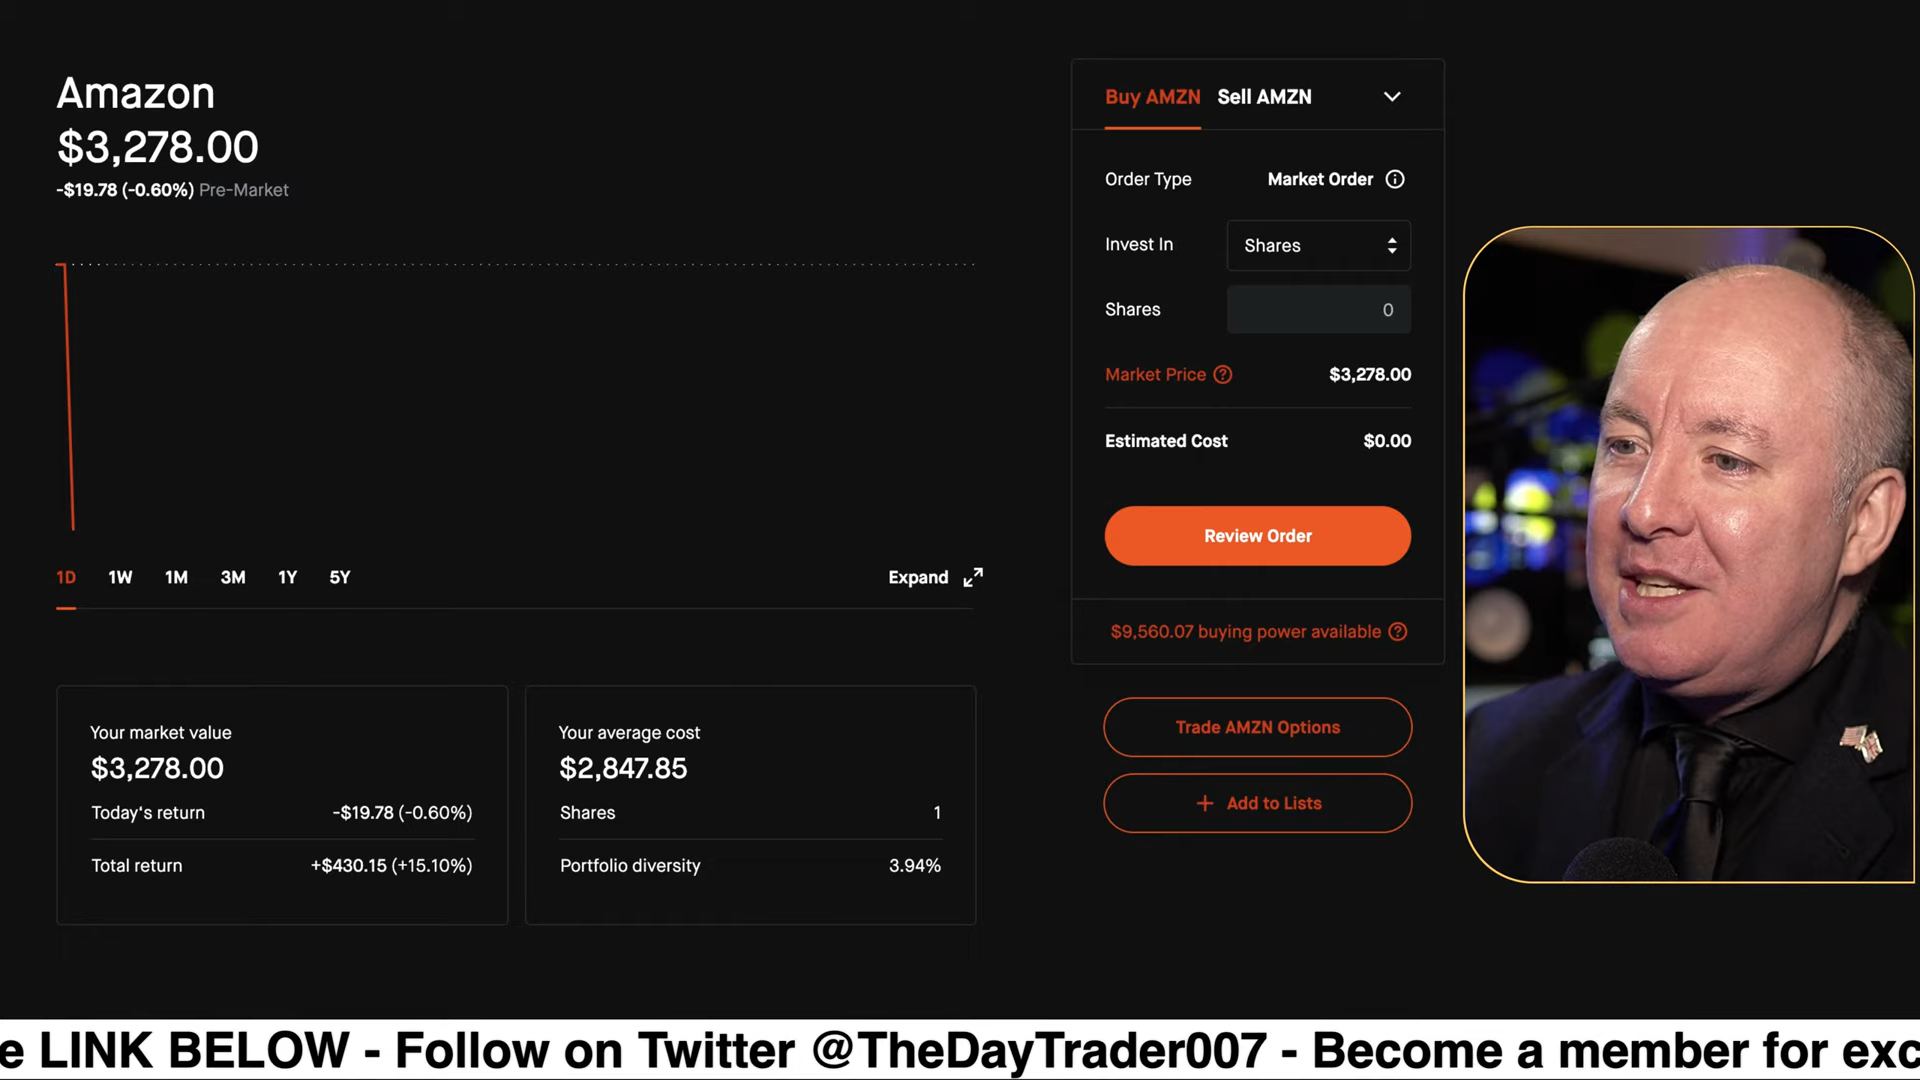 Amazon
$3,278.00
-$19.78 (-0.60%) Pre-Market
1D 1W 1M 3M 1Y 5Y
Expand
Your market value
$3,278.00
Today's return -$19.78 (-0.60%)
Total return +$430.15 (+15.10%)
Your average cost
$2,847.85
Shares 1
Portfolio diversity 3.94%
Buy AMZN Sell AMZN
Order Type Market Order
Invest In Shares
Shares 0
Market Price $3,278.00
Estimated Cost $0.00
Review Order
$9,560.07 buying power available
Trade AMZN Options
+ Add to Lists
e LINK BELOW - Follow on Twitter @TheDayTrader007 - Become a member for exc